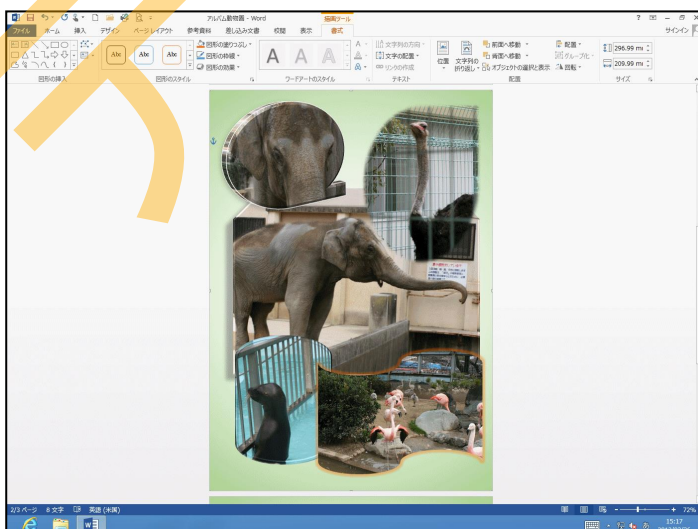 アルバム動物園 - Word
描画ツール
ファイル ホーム 挿入 デザイン ページ レイアウト 参考資料 差し込み文書 校閲 表示 書式
サインイン
Abc Abc Abc
図形の塗りつぶし
図形の枠線
図形の効果
A A A
文字列の方向
文字の配置
リンクの作成
位置
文字列の
折り返し
前面へ移動
背面へ移動
オブジェクトの選択と表示
配置
グループ化
回転
296.99 mm
209.99 mm
図形の挿入 図形のスタイル ワードアートのスタイル テキスト 配置 サイズ
2/3 ページ 8 文字 英語 (米国)
72%
15:17